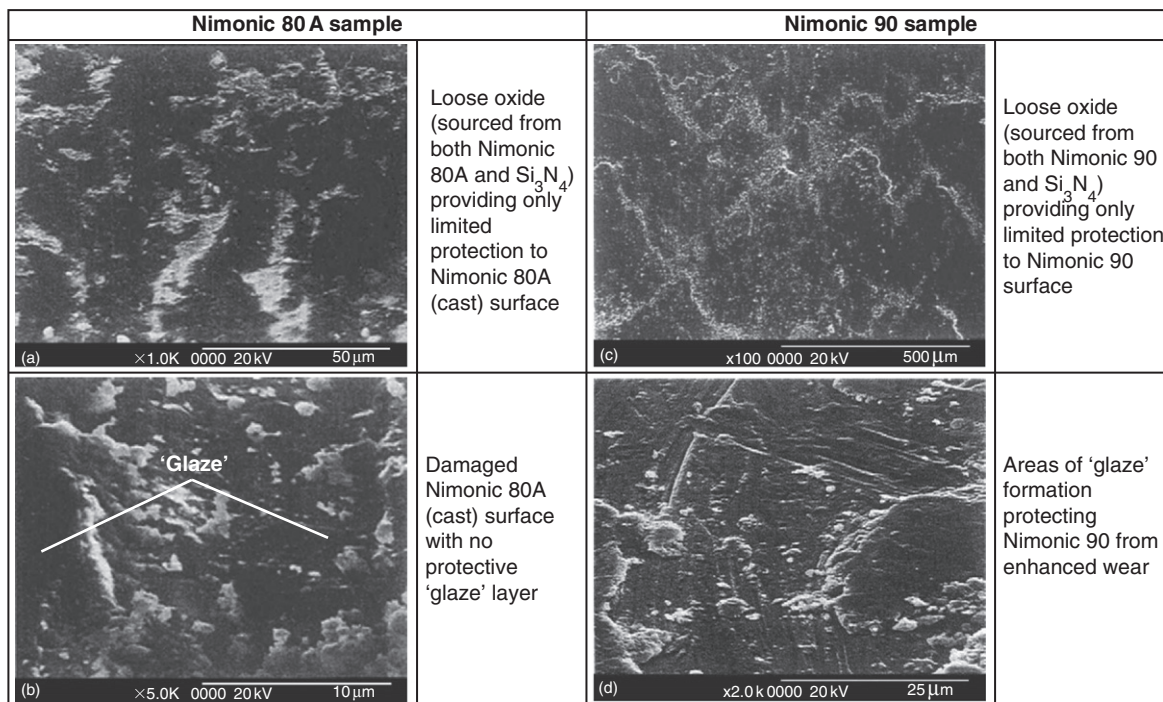 Nimonic 80 A sample
Nimonic 90 sample
(a)
×1.0K 0000 20 kV
50 μm
Loose oxide
(sourced from
both Nimonic
80A and Si3N4)
providing only
limited
protection to
Nimonic 80A
(cast) surface
(c)
x100 0000 20 kV
500 μm
Loose oxide
(sourced from
both Nimonic 90
and Si3N4)
providing only
limited protection
to Nimonic 90
surface
'Glaze'
(b)
×5.0K 0000 20 kV
10 μm
Damaged
Nimonic 80A
(cast) surface
with no
protective
'glaze' layer
(d)
x2.0 k 0000 20 kV
25 μm
Areas of 'glaze'
formation
protecting
Nimonic 90 from
enhanced wear